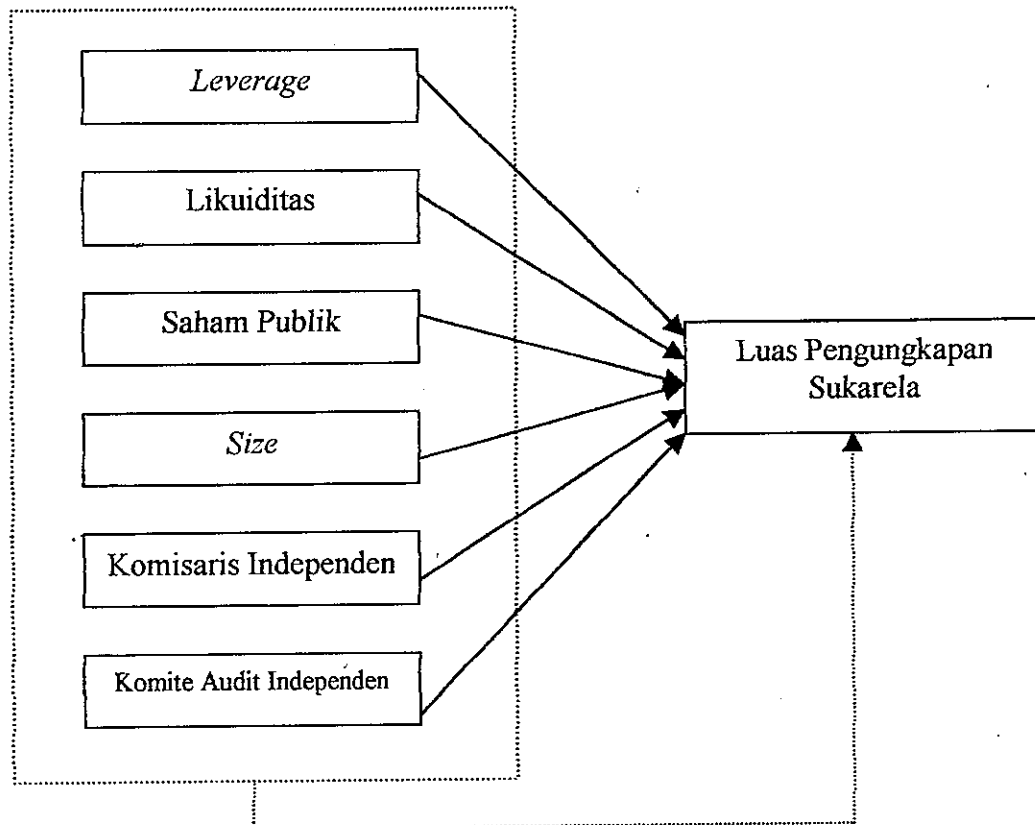 Leverage
Likuiditas
Saham Publik
Size
Komisaris Independen
Komite Audit Independen
Luas Pengungkapan
Sukarela